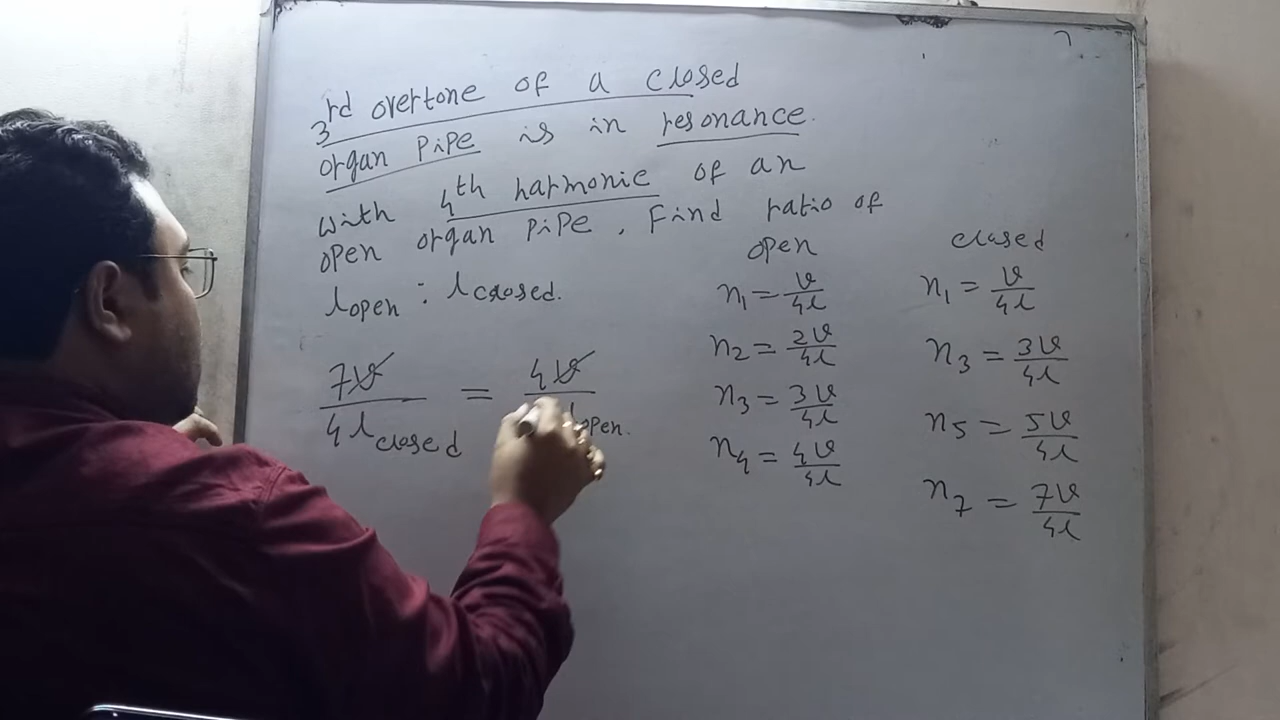 3rd overtone of a closed
organ pipe is in resonance.
with 4th harmonic of an
open organ pipe. Find ratio of
lopen : lclosed.
7v/4lclosed = 4v/lopen.
open
n1 = v/4l
n2 = 2v/4l
n3 = 3v/4l
n4 = 4v/4l
closed
n1 = v/4l
n3 = 3v/4l
n5 = 5v/4l
n7 = 7v/4l